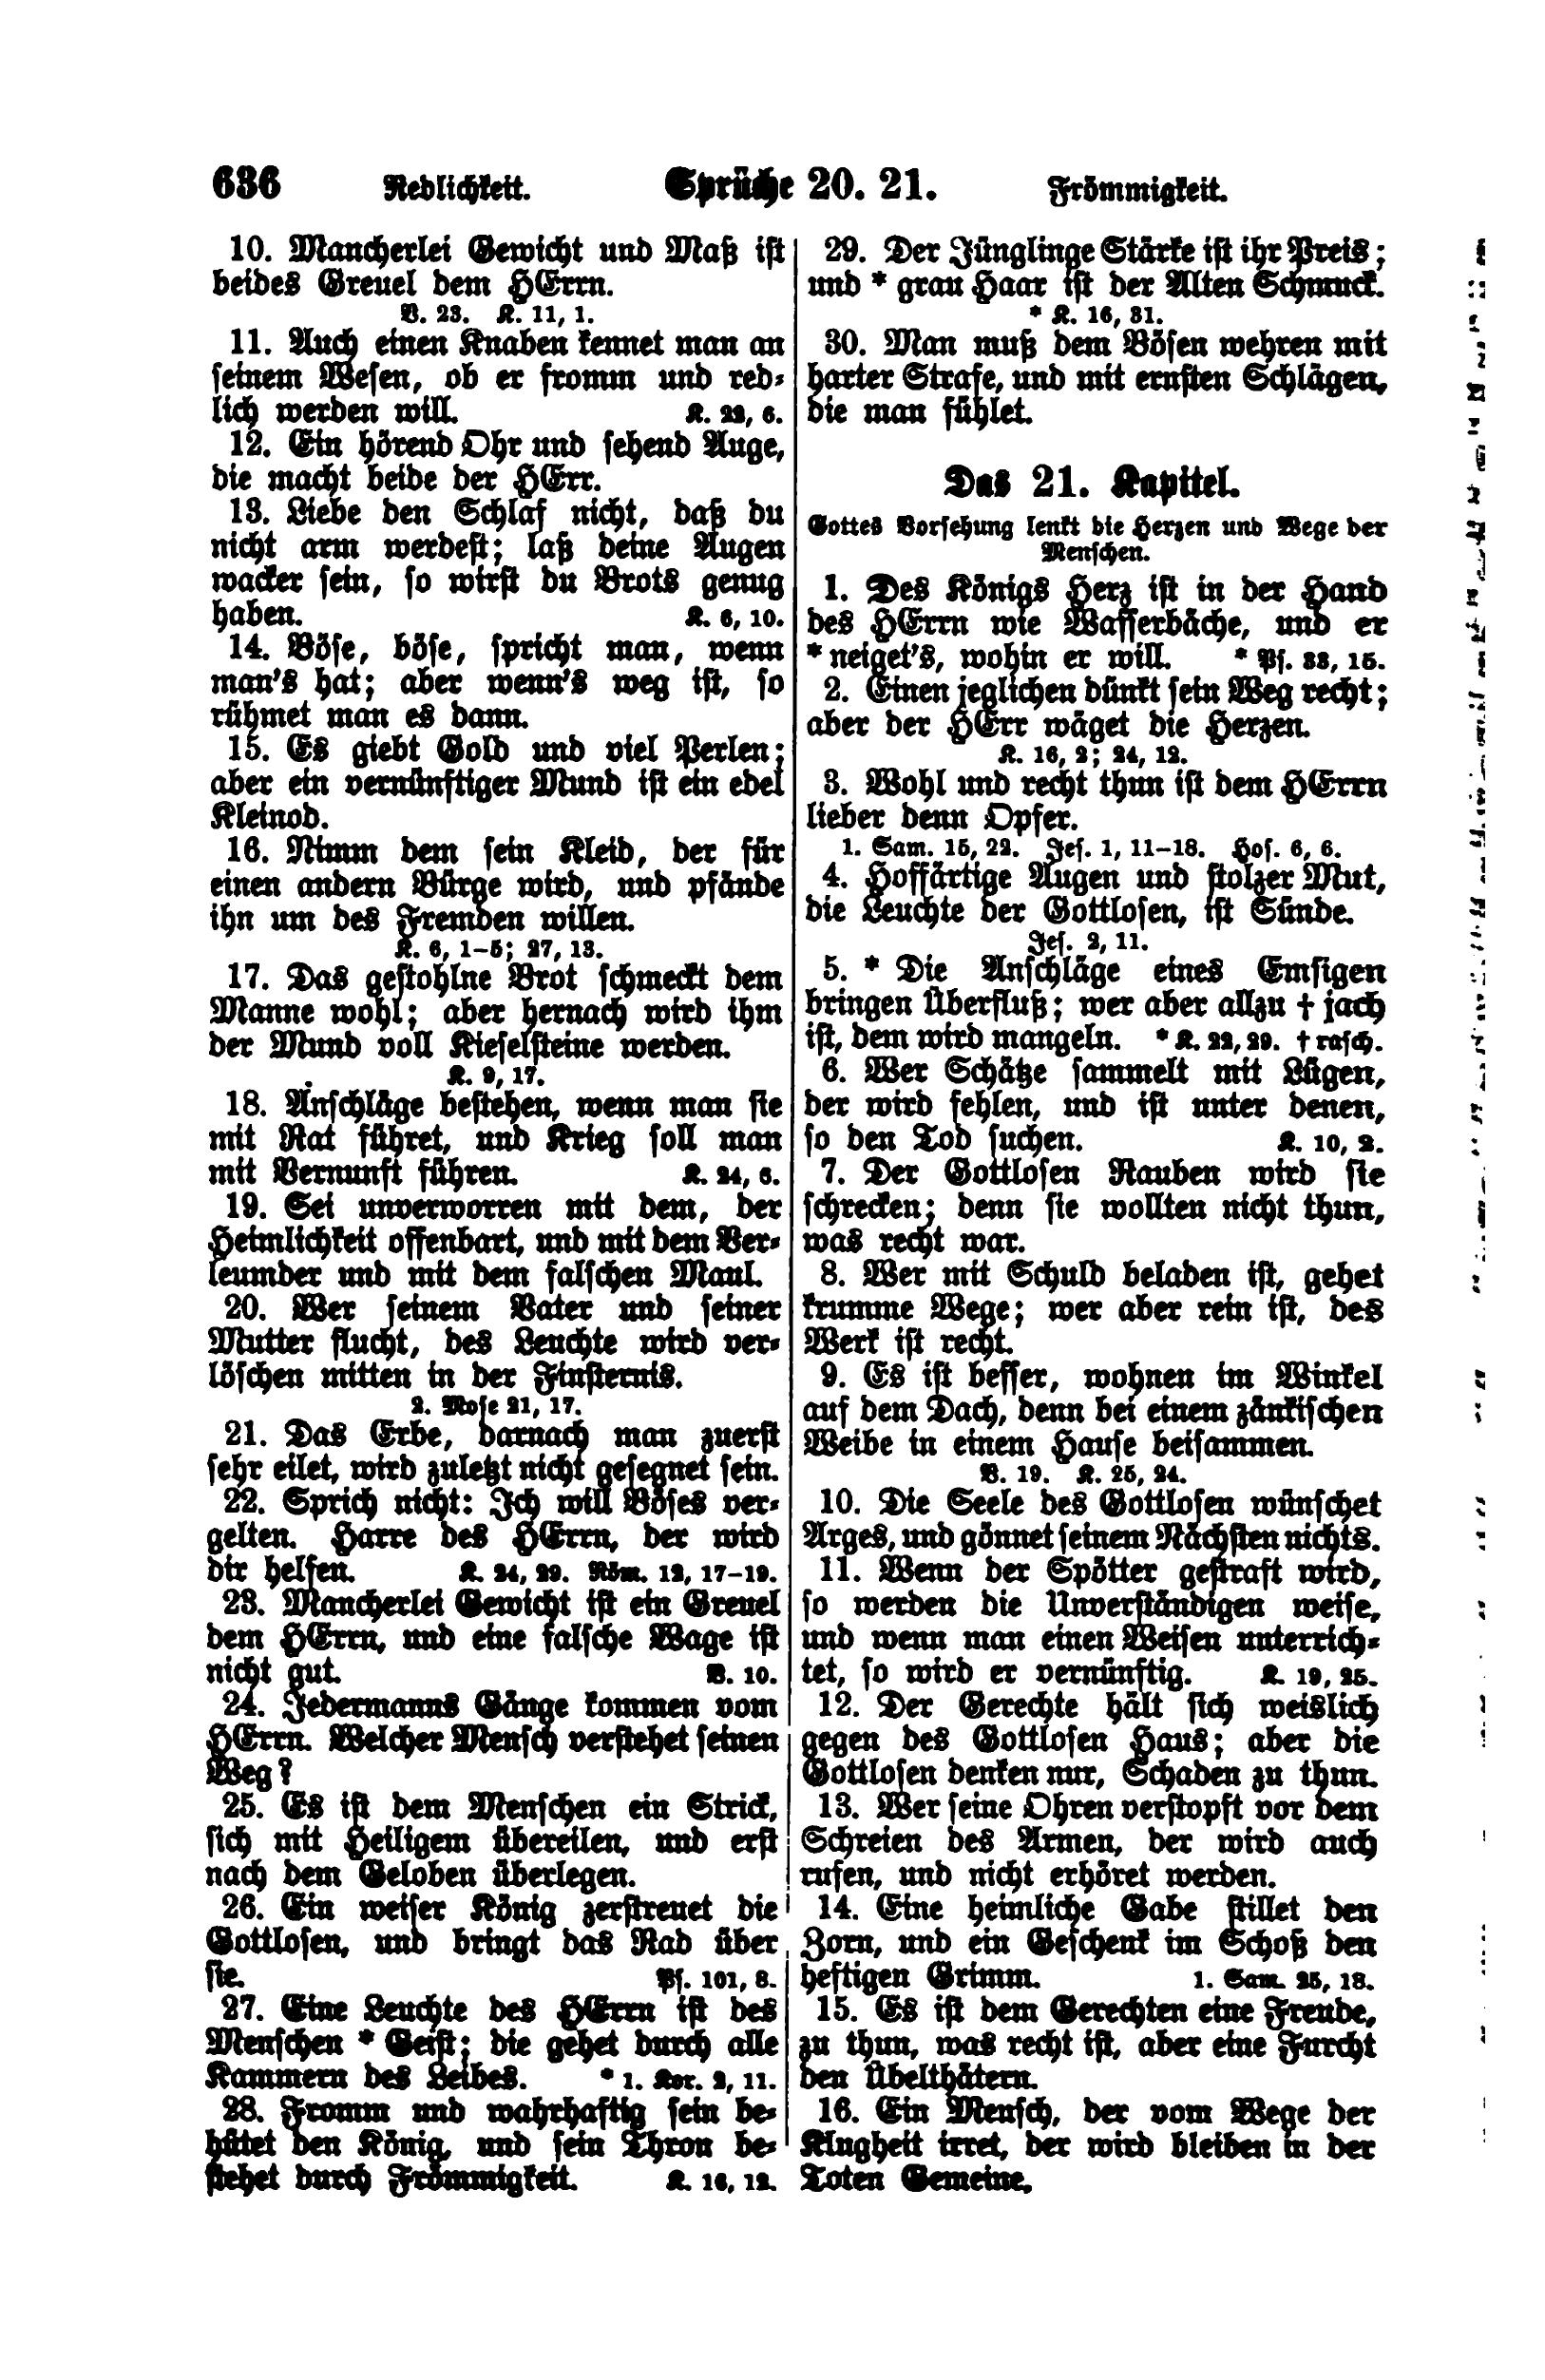 636 Redlichkeit. Sprüche 20. 21. Frömmigkeit.
10. Mancherlei Gewicht und Maß ist
beides Greuel dem HErrn.
V. 23. K. 11, 1.
11. Auch einen Knaben kennet man an
seinem Wesen, ob er fromm und red-
lich werden will. K. 22, 6.
12. Ein hörend Ohr und sehend Auge,
die macht beide der HErr.
13. Liebe den Schlaf nicht, daß du
nicht arm werdest; laß deine Augen
wacker sein, so wirst du Brots genug
haben. K. 6, 10.
14. Böse, böse, spricht man, wenn
man's hat; aber wenn's weg ist, so
rühmet man es dann.
15. Es giebt Gold und viel Perlen;
aber ein vernünftiger Mund ist ein edel
Kleinod.
16. Nimm dem sein Kleid, der für
einen andern Bürge wird, und pfände
ihn um des Fremden willen.
K. 6, 1-5; 27, 13.
17. Das gestohlne Brot schmeckt dem
Manne wohl; aber hernach wird ihm
der Mund voll Kieselsteine werden.
K. 9, 17.
18. Anschläge bestehen, wenn man sie
mit Rat führet, und Krieg soll man
mit Vernunft führen. K. 24, 6.
19. Sei unverworren mit dem, der
Heimlichkeit offenbart, und mit dem Ver-
leumder und mit dem falschen Maul.
20. Wer seinem Vater und seiner
Mutter flucht, des Leuchte wird ver-
löschen mitten in der Finsternis.
2. Mose 21, 17.
21. Das Erbe, darnach man zuerst
sehr eilet, wird zuletzt nicht gesegnet sein.
22. Sprich nicht: Ich will Böses ver-
gelten. Harre des HErrn, der wird
dir helfen. K. 24, 29. Röm. 12, 17-19.
23. Mancherlei Gewicht ist ein Greuel
dem HErrn, und eine falsche Wage ist
nicht gut. V. 10.
24. Jedermanns Gänge kommen vom
HErrn. Welcher Mensch verstehet seinen
Weg?
25. Es ist dem Menschen ein Strick,
sich mit Heiligem übereilen, und erst
nach dem Geloben überlegen.
26. Ein weiser König zerstreuet die
Gottlosen, und bringt das Rad über
sie. Ps. 101, 8.
27. Eine Leuchte des HErrn ist des
Menschen * Geist; die gehet durch alle
Kammern des Leibes. * 1. Kor. 2, 11.
28. Fromm und wahrhaftig sein be-
hütet den König, und sein Thron be-
stehet durch Frömmigkeit. K. 16, 12.
29. Der Jünglinge Stärke ist ihr Preis;
und * grau Haar ist der Alten Schmuck.
* K. 16, 31.
30. Man muß dem Bösen wehren mit
harter Strafe, und mit ernsten Schlägen,
die man fühlet.
Das 21. Kapitel.
Gottes Vorsehung lenkt die Herzen und Wege der
Menschen.
1. Des Königs Herz ist in der Hand
des HErrn wie Wasserbäche, und er
* neiget's, wohin er will. * Ps. 33, 15.
2. Einen jeglichen dünkt sein Weg recht;
aber der HErr wäget die Herzen.
K. 16, 2; 24, 12.
3. Wohl und recht thun ist dem HErrn
lieber denn Opfer.
1. Sam. 15, 22. Jes. 1, 11-18. Hos. 6, 6.
4. Hoffärtige Augen und stolzer Mut,
die Leuchte der Gottlosen, ist Sünde.
Jes. 2, 11.
5. * Die Anschläge eines Emsigen
bringen Überfluß; wer aber allzu † jach
ist, dem wird mangeln. * K. 22, 29. † rasch.
6. Wer Schätze sammelt mit Lügen,
der wird fehlen, und ist unter denen,
so den Tod suchen. K. 10, 2.
7. Der Gottlosen Rauben wird sie
schrecken; denn sie wollten nicht thun,
was recht war.
8. Wer mit Schuld beladen ist, gehet
krumme Wege; wer aber rein ist, des
Werk ist recht.
9. Es ist besser, wohnen im Winkel
auf dem Dach, denn bei einem zänkischen
Weibe in einem Hause beisammen.
V. 19. K. 25, 24.
10. Die Seele des Gottlosen wünschet
Arges, und gönnet seinem Nächsten nichts.
11. Wenn der Spötter gestraft wird,
so werden die Unverständigen weise,
und wenn man einen Weisen unterrich-
tet, so wird er vernünftig. K. 19, 25.
12. Der Gerechte hält sich weislich
gegen des Gottlosen Haus; aber die
Gottlosen denken nur, Schaden zu thun.
13. Wer seine Ohren verstopft vor dem
Schreien des Armen, der wird auch
rufen, und nicht erhöret werden.
14. Eine heimliche Gabe stillet den
Zorn, und ein Geschenk im Schoß den
heftigen Grimm. 1. Sam. 25, 18.
15. Es ist dem Gerechten eine Freude,
zu thun, was recht ist, aber eine Furcht
den Übelthätern.
16. Ein Mensch, der vom Wege der
Klugheit irret, der wird bleiben in der
Toten Gemeine.